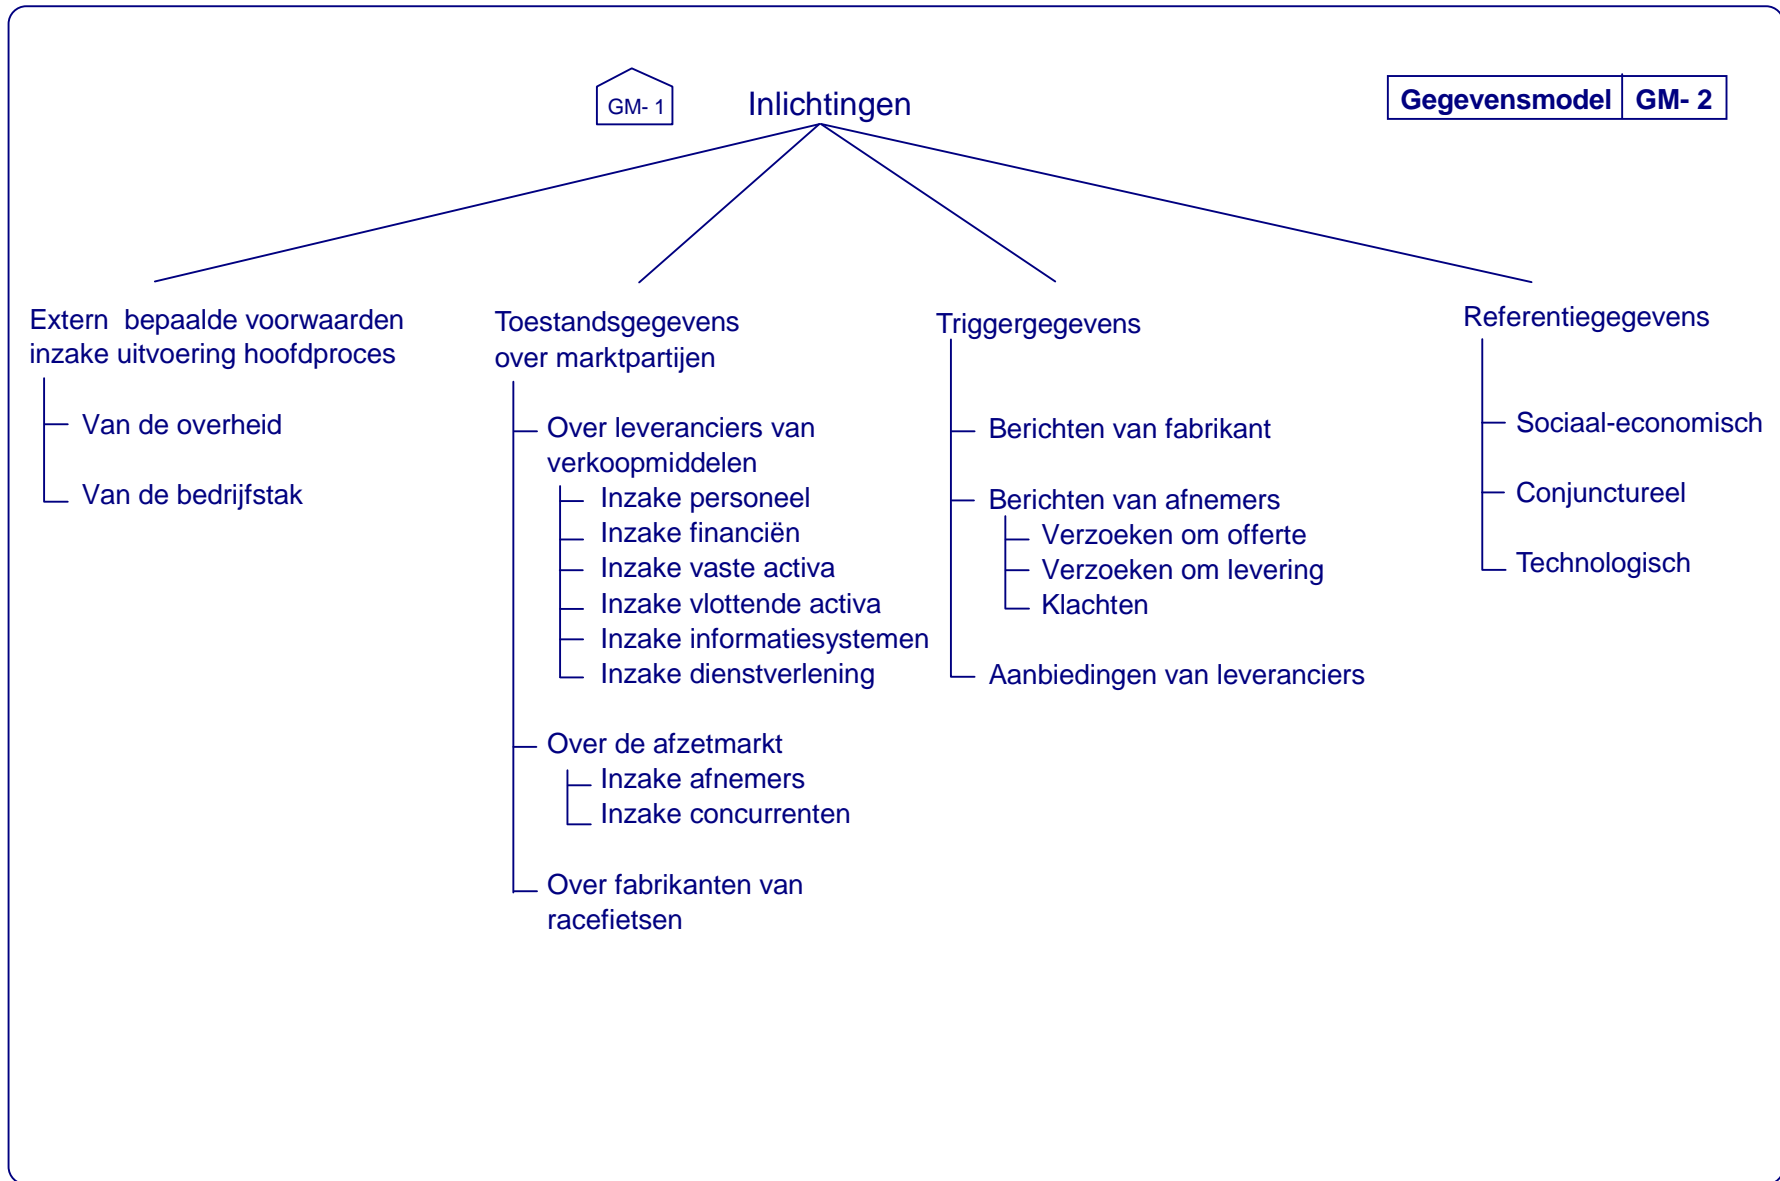 GM- 1
Inlichtingen
Gegevensmodel GM- 2
Extern bepaalde voorwaarden
inzake uitvoering hoofdproces
Van de overheid
Van de bedrijfstak
Toestandsgegevens
over marktpartijen
Over leveranciers van
verkoopmiddelen
Inzake personeel
Inzake financiën
Inzake vaste activa
Inzake vlottende activa
Inzake informatiesystemen
Inzake dienstverlening
Over de afzetmarkt
Inzake afnemers
Inzake concurrenten
Over fabrikanten van
racefietsen
Triggergegevens
Berichten van fabrikant
Berichten van afnemers
Verzoeken om offerte
Verzoeken om levering
Klachten
Aanbiedingen van leveranciers
Referentiegegevens
Sociaal-economisch
Conjunctureel
Technologisch